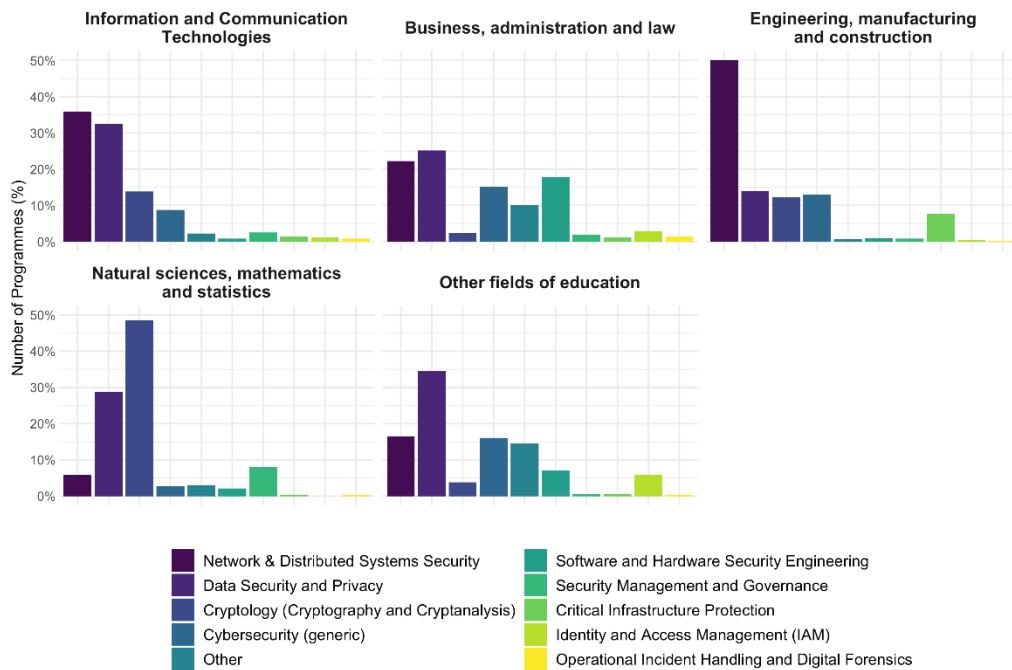 Information and Communication
Technologies
Business, administration and law
Engineering, manufacturing
and construction
Number of Programmes (%)
50%
40%
30%
20%
10%
0%
Natural sciences, mathematics
and statistics
Other fields of education
50%
40%
30%
20%
10%
0%
Network & Distributed Systems Security
Data Security and Privacy
Cryptology (Cryptography and Cryptanalysis)
Cybersecurity (generic)
Other
Software and Hardware Security Engineering
Security Management and Governance
Critical Infrastructure Protection
Identity and Access Management (IAM)
Operational Incident Handling and Digital Forensics